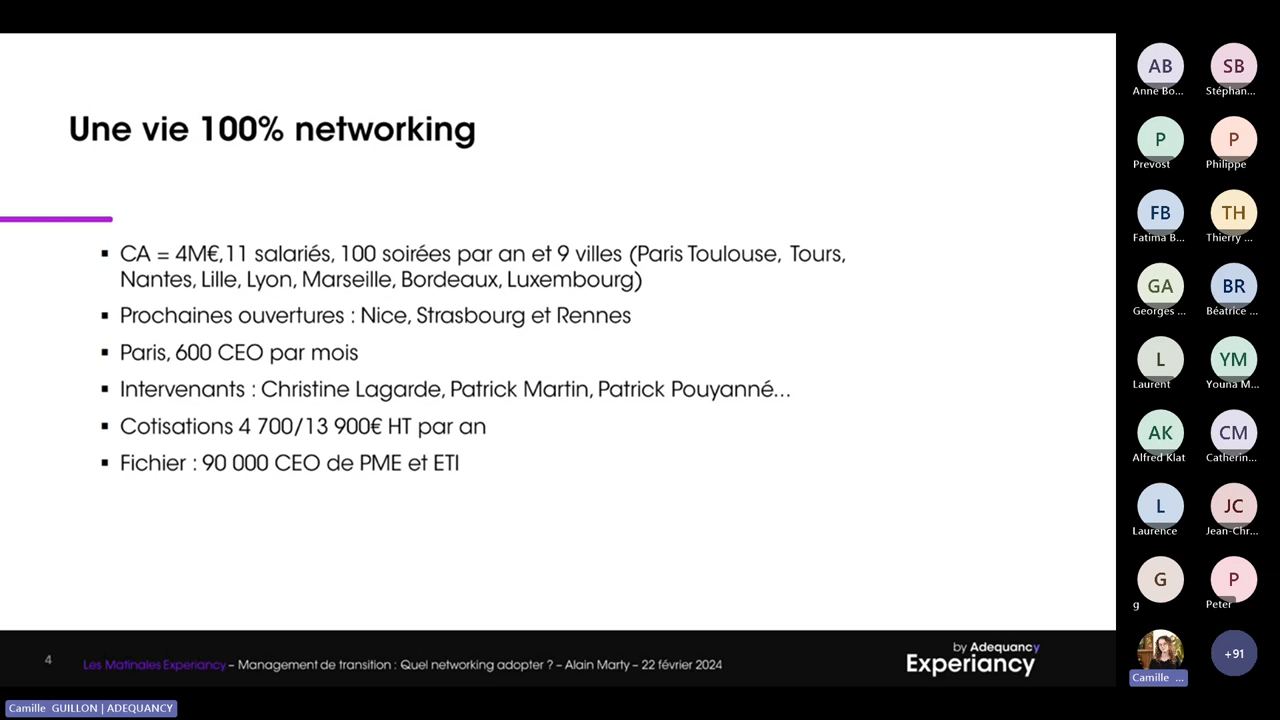 Une vie 100% networking
▪ CA = 4M€,11 salariés, 100 soirées par an et 9 villes (Paris Toulouse, Tours,
Nantes, Lille, Lyon, Marseille, Bordeaux, Luxembourg)
▪ Prochaines ouvertures : Nice, Strasbourg et Rennes
▪ Paris, 600 CEO par mois
▪ Intervenants : Christine Lagarde, Patrick Martin, Patrick Pouyanné...
▪ Cotisations 4 700/13 900€ HT par an
▪ Fichier : 90 000 CEO de PME et ETI
4
Les Matinales Experiancy – Management de transition : Quel networking adopter ? – Alain Marty – 22 février 2024
by Adequancy
Experiancy
AB
Anne Bo...
SB
Stéphan...
P
Prevost
P
Philippe
FB
Fatima B...
TH
Thierry ...
GA
Georges ...
BR
Béatrice ...
L
Laurent
YM
Youna M...
AK
Alfred Klat
CM
Catherin...
L
Laurence
JC
Jean-Chr...
G
g
P
Peter
Camille ...
+91
Camille GUILLON | ADEQUANCY